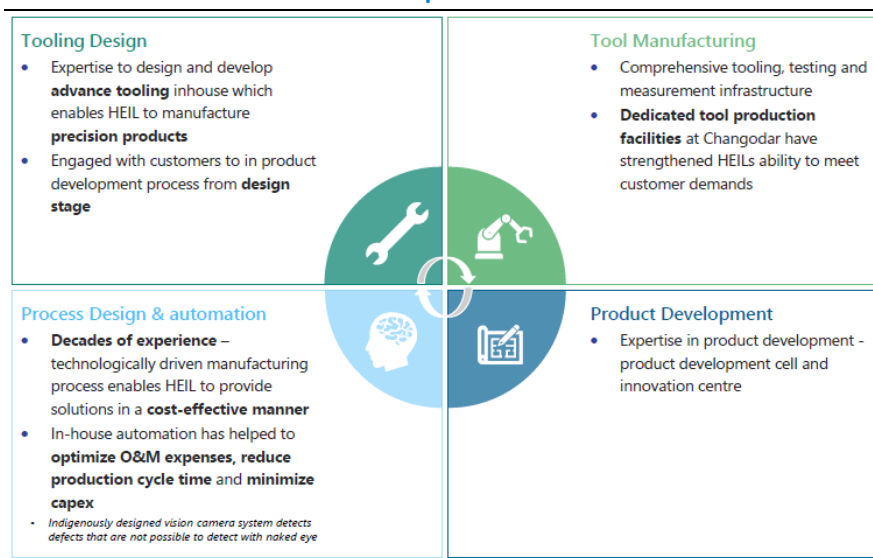 Tooling Design
• Expertise to design and develop
advance tooling inhouse which
enables HEIL to manufacture
precision products
• Engaged with customers to in product
development process from design
stage
Tool Manufacturing
• Comprehensive tooling, testing and
measurement infrastructure
• Dedicated tool production
facilities at Changodar have
strengthened HEILs ability to meet
customer demands
Process Design & automation
• Decades of experience –
technologically driven manufacturing
process enables HEIL to provide
solutions in a cost-effective manner
• In-house automation has helped to
optimize O&M expenses, reduce
production cycle time and minimize
capex
• Indigenously designed vision camera system detects
defects that are not possible to detect with naked eye
Product Development
• Expertise in product development -
product development cell and
innovation centre